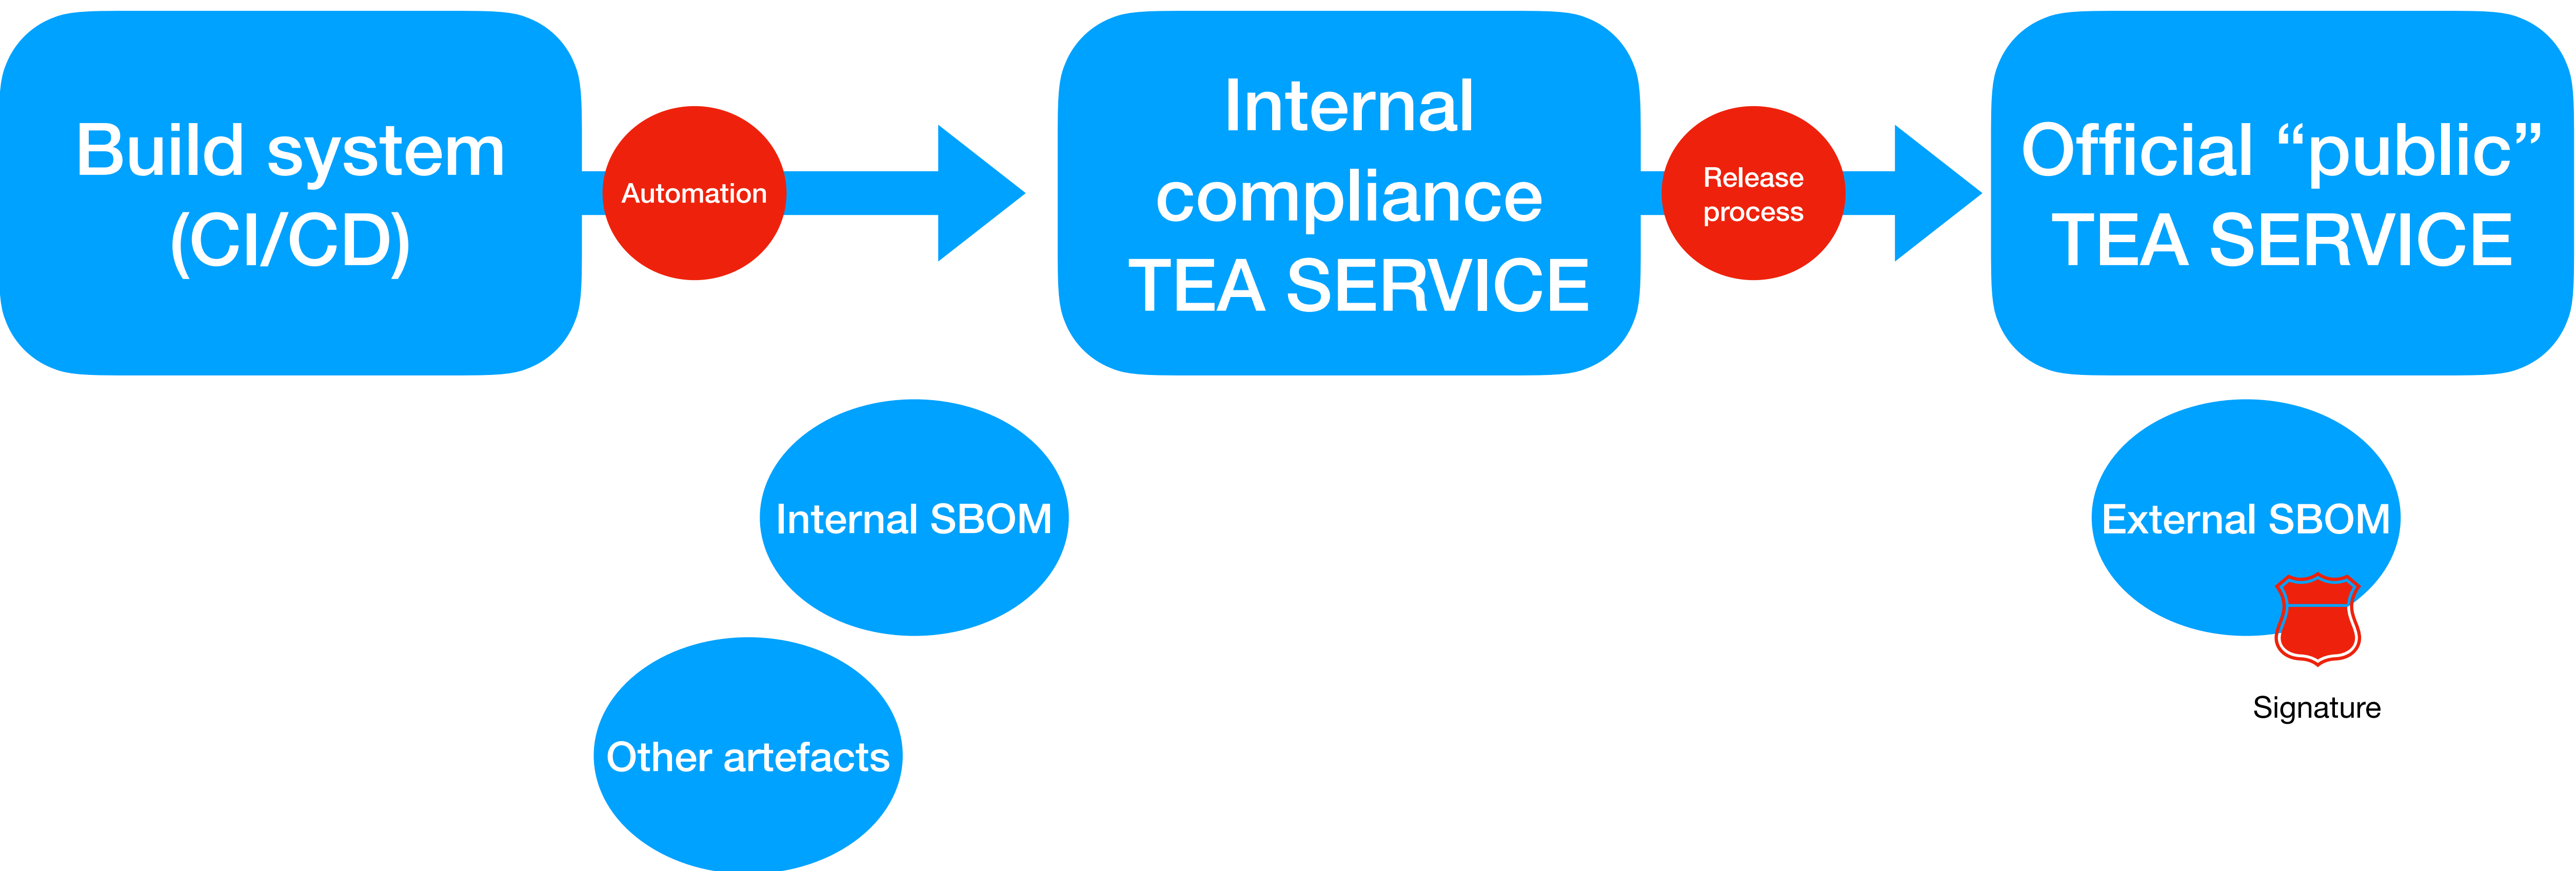 Build system
(CI/CD)
Automation
Internal
compliance
TEA SERVICE
Release
process
Official “public”
TEA SERVICE
Internal SBOM
External SBOM
Signature
Other artefacts